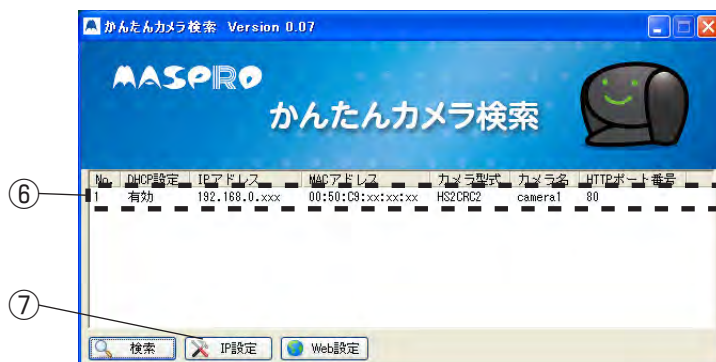 かんたんカメラ検索 Version 0.07
MASPRO
かんたんカメラ検索
No. DHCP設定 IPアドレス MACアドレス カメラ型式 カメラ名 HTTPポート番号
⑥
1 有効 192.168.0.xxx 00:50:C9:xx:xx:xx HS2CRC2 camera1 80
⑦
検索 IP設定 Web設定